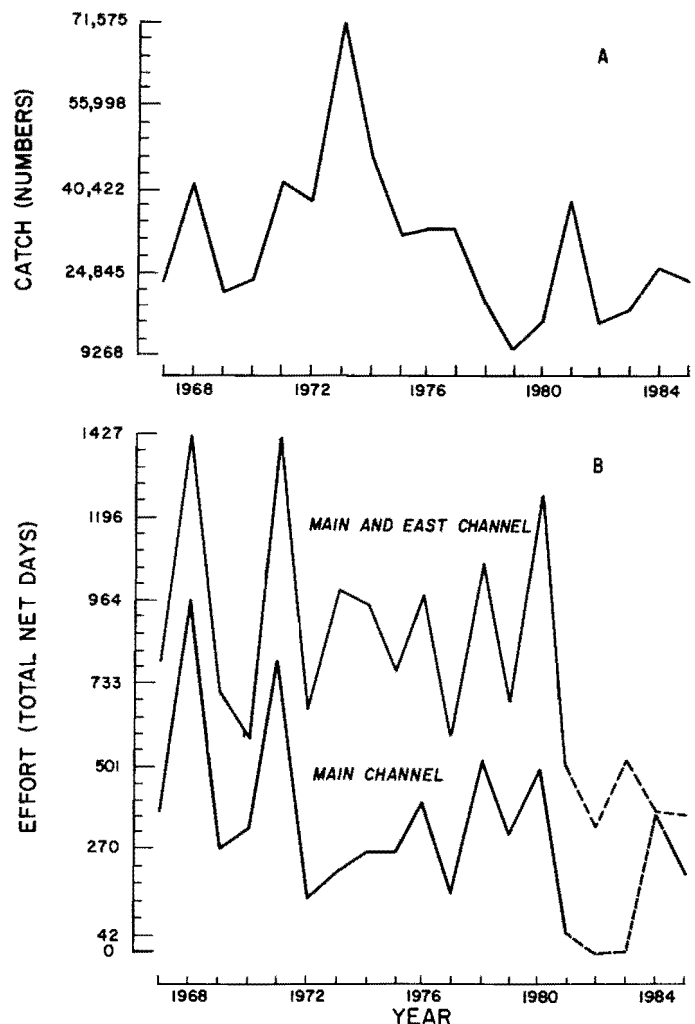 71,575
A
55,998
40,422
24,845
9268
CATCH (NUMBERS)
1968 1972 1976 1980 1984
1427
B
1196
MAIN AND EAST CHANNEL
964
733
501
MAIN CHANNEL
270
42
0
EFFORT (TOTAL NET DAYS)
1968 1972 1976 1980 1984
YEAR